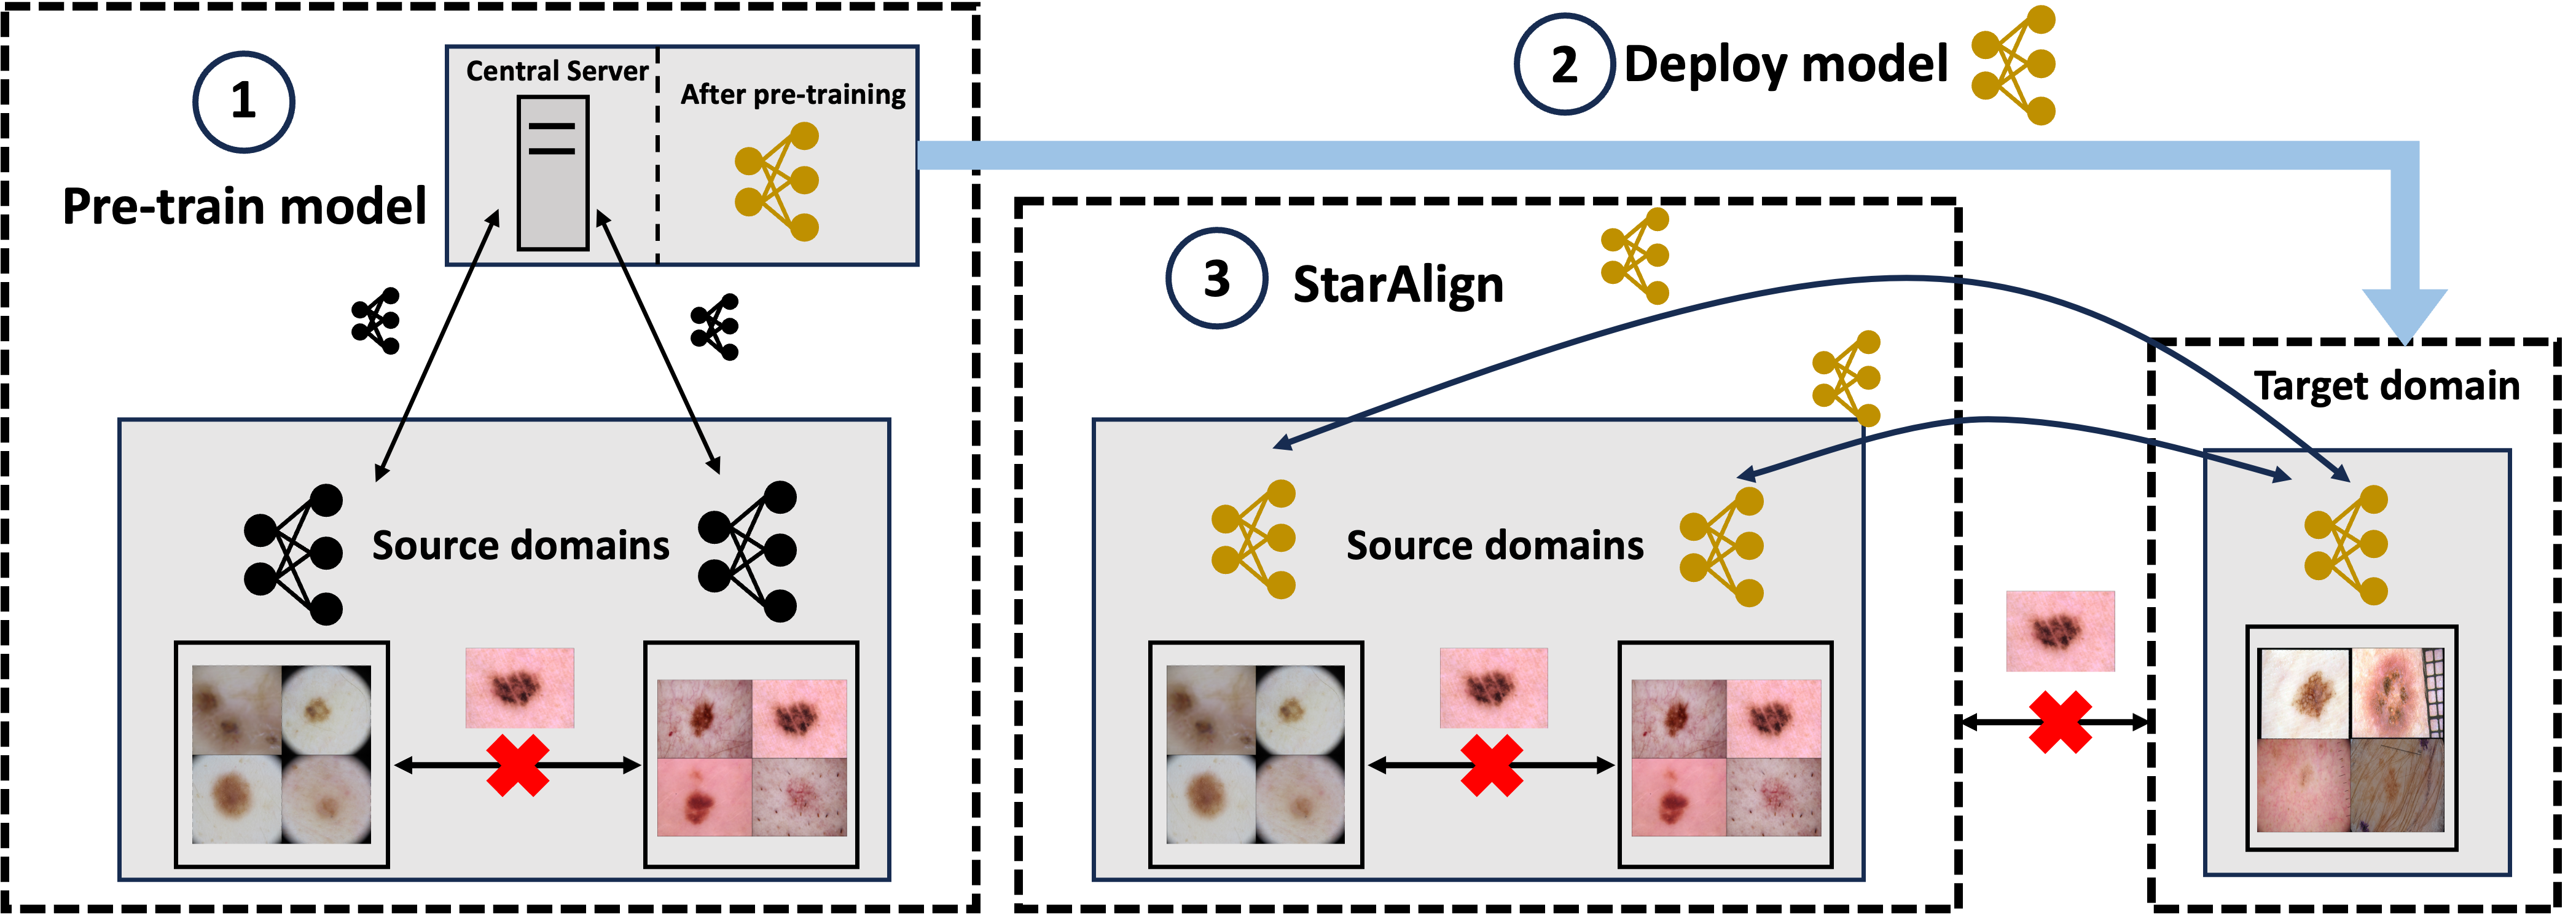 1
Pre-train model
Central Server
After pre-training
Source domains
2
Deploy model
3
StarAlign
Source domains
Target domain